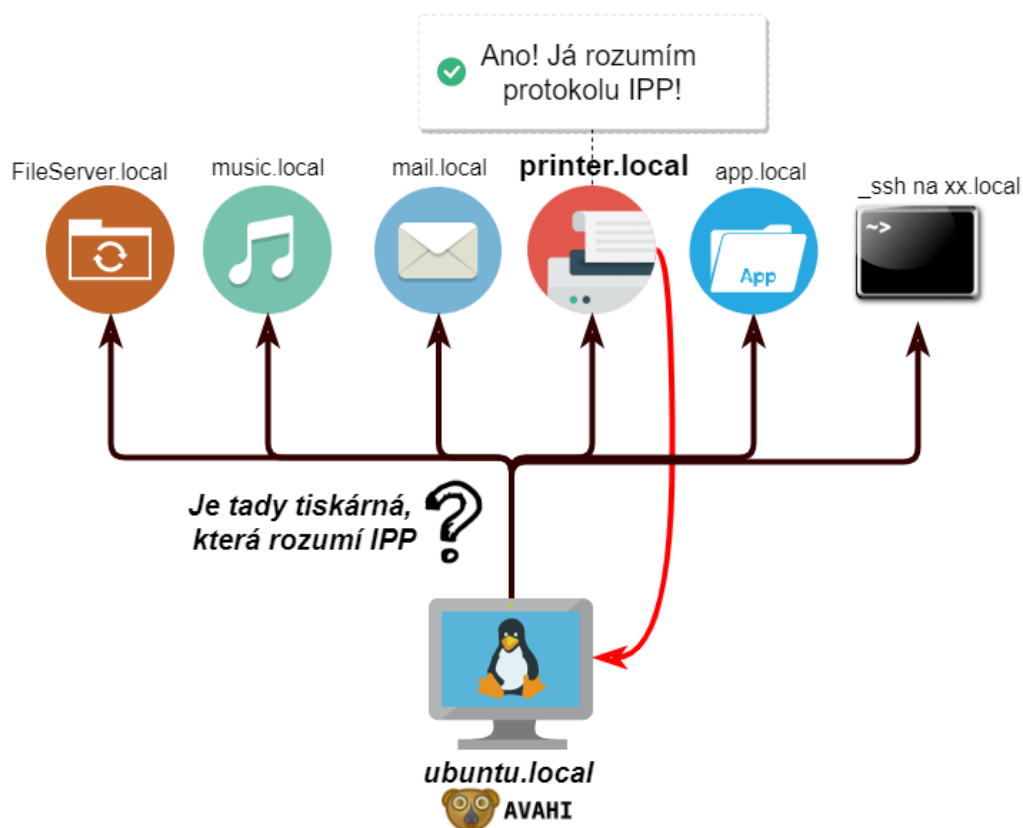 Ano! Já rozumím
protokolu IPP!
FileServer.local
music.local
mail.local
printer.local
app.local
_ssh na xx.local
~>
App
Je tady tiskárná,
která rozumí IPP
?
ubuntu.local
AVAHI